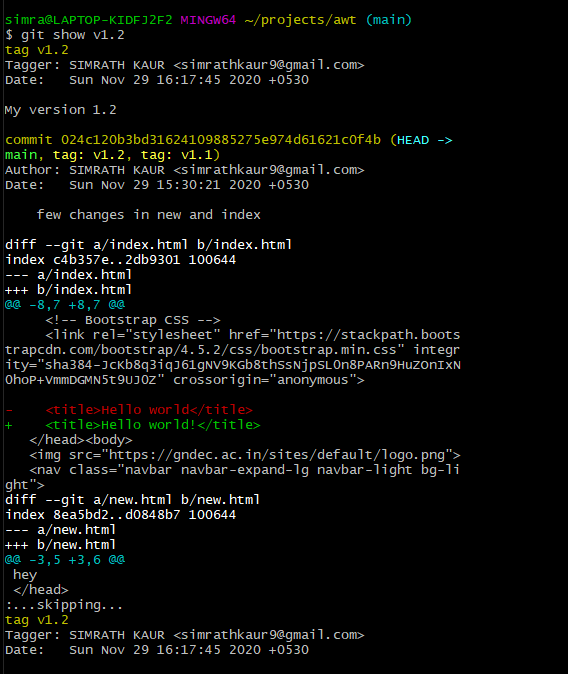 simra@LAPTOP-KIDFJ2F2 MINGW64 ~/projects/awt (main)
$ git show v1.2
tag v1.2
Tagger: SIMRATH KAUR <simrathkaur9@gmail.com>
Date:   Sun Nov 29 16:17:45 2020 +0530

My version 1.2

commit 024c120b3bd31624109885275e974d61621c0f4b (HEAD ->
main, tag: v1.2, tag: v1.1)
Author: SIMRATH KAUR <simrathkaur9@gmail.com>
Date:   Sun Nov 29 15:30:21 2020 +0530

    few changes in new and index

diff --git a/index.html b/index.html
index c4b357e..2db9301 100644
--- a/index.html
+++ b/index.html
@@ -8,7 +8,7 @@
     <!-- Bootstrap CSS -->
     <link rel="stylesheet" href="https://stackpath.boots
trapcdn.com/bootstrap/4.5.2/css/bootstrap.min.css" integr
ity="sha384-JcKb8q3iqJ61gNV9KGb8thSsNjpSL0n8PARn9HuZOnIxN
0hoP+VmmDGMN5t9UJ0Z" crossorigin="anonymous">

-    <title>Hello world</title>
+    <title>Hello world!</title>
   </head><body>
   <img src="https://gndec.ac.in/sites/default/logo.png">
   <nav class="navbar navbar-expand-lg navbar-light bg-li
ght">
diff --git a/new.html b/new.html
index 8ea5bd2..d0848b7 100644
--- a/new.html
+++ b/new.html
@@ -3,5 +3,6 @@
 hey
 </head>
:...skipping...
tag v1.2
Tagger: SIMRATH KAUR <simrathkaur9@gmail.com>
Date:   Sun Nov 29 16:17:45 2020 +0530